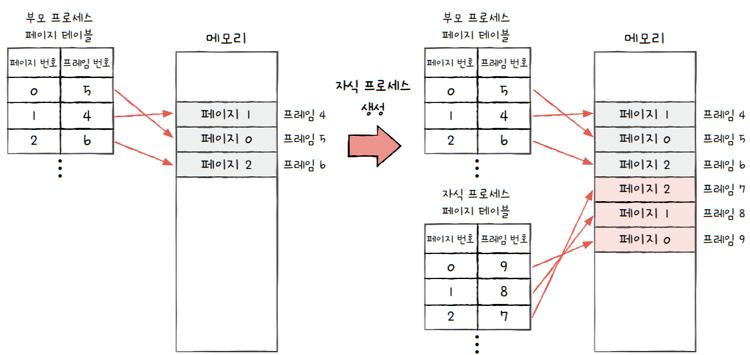 부모 프로세스
페이지 테이블
페이지 번호 프레임 번호
0 5
1 4
2 6
메모리
페이지 1 프레임 4
페이지 0 프레임 5
페이지 2 프레임 6
자식 프로세스
생성
부모 프로세스
페이지 테이블
페이지 번호 프레임 번호
0 5
1 4
2 6
자식 프로세스
페이지 테이블
페이지 번호 프레임 번호
0 9
1 8
2 7
메모리
페이지 1 프레임 4
페이지 0 프레임 5
페이지 2 프레임 6
페이지 2 프레임 7
페이지 1 프레임 8
페이지 0 프레임 9